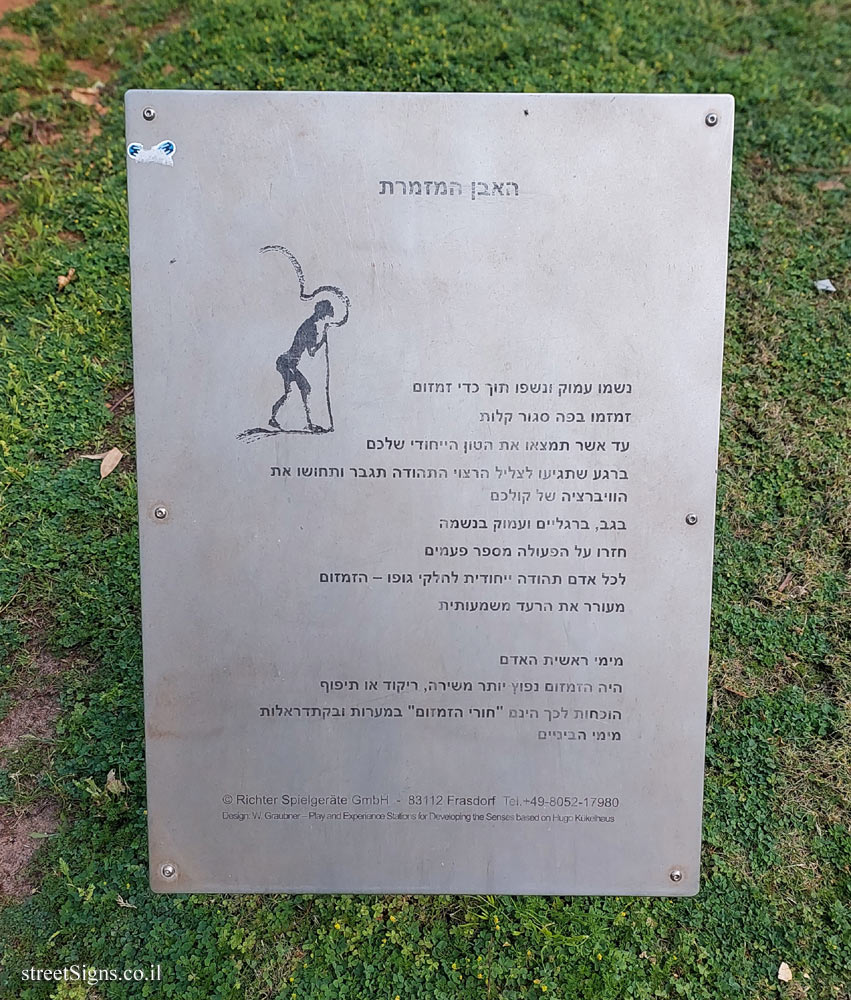 האבן המזמרת
נשמו עמוק ונשפו תוך כדי זמזום
זמזמו בפה סגור קלות
עד אשר תמצאו את הטון הייחודי שלכם
ברגע שתגיעו לצליל הרצוי התהודה תגבר ותחושו את
הוויברציה של קולכם
בגב, ברגליים ועמוק בנשמה
חזרו על הפעולה מספר פעמים
לכל אדם תהודה ייחודית לחלקי גופו – הזמזום
מעורר את הרעד משמעותית
מימי ראשית האדם
היה הזמזום נפוץ יותר משירה, ריקוד או תיפוף
הוכחות לכך הינם "חורי הזמזום" במערות ובקתדראלות
מימי הביניים
© Richter Spielgeräte GmbH - 83112 Frasdorf Tel.+49-8052-17980
Design: W. Graubner – Play and Experience Stations for Developing the Senses based on Hugo Kükelhaus
streetSigns.co.il